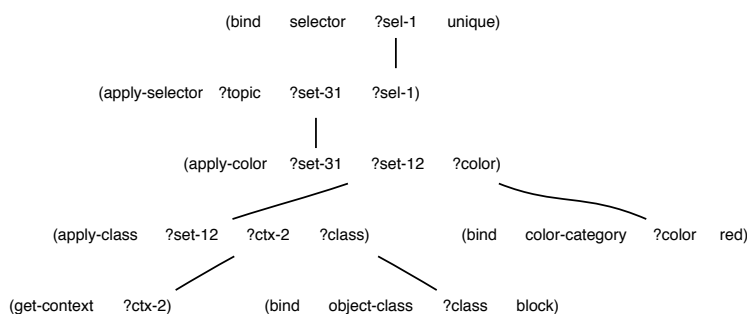 (bind selector ?sel-1 unique)
(apply-selector ?topic ?set-31 ?sel-1)
(apply-color ?set-31 ?set-12 ?color)
(apply-class ?set-12 ?ctx-2 ?class) (bind color-category ?color red)
(get-context ?ctx-2) (bind object-class ?class block)